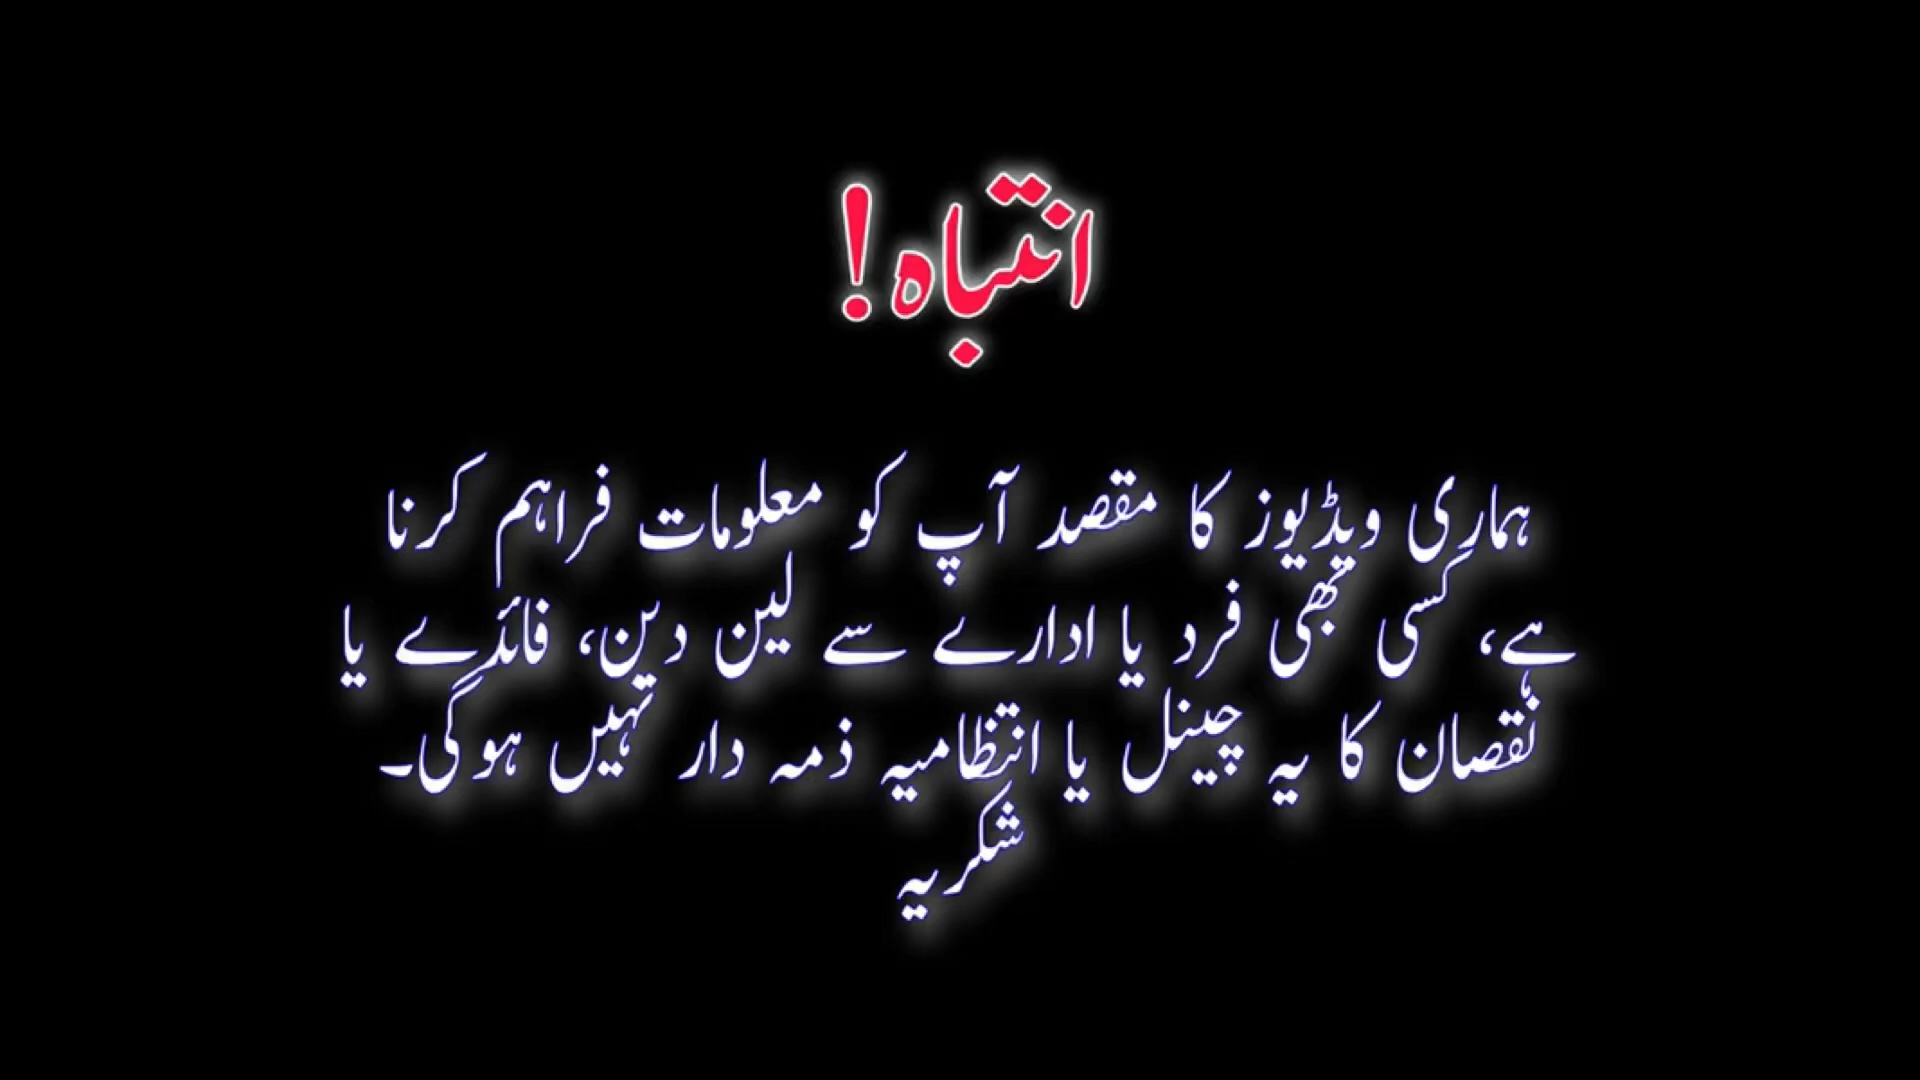 انتباہ!
ہماری ویڈیوز کا مقصد آپ کو معلومات فراہم کرنا
ہے، کسی بھی فرد یا ادارے سے لین دین، فائدے یا
نقصان کا یہ چینل یا انتظامیہ ذمہ دار نہیں ہوگی۔
شکریہ